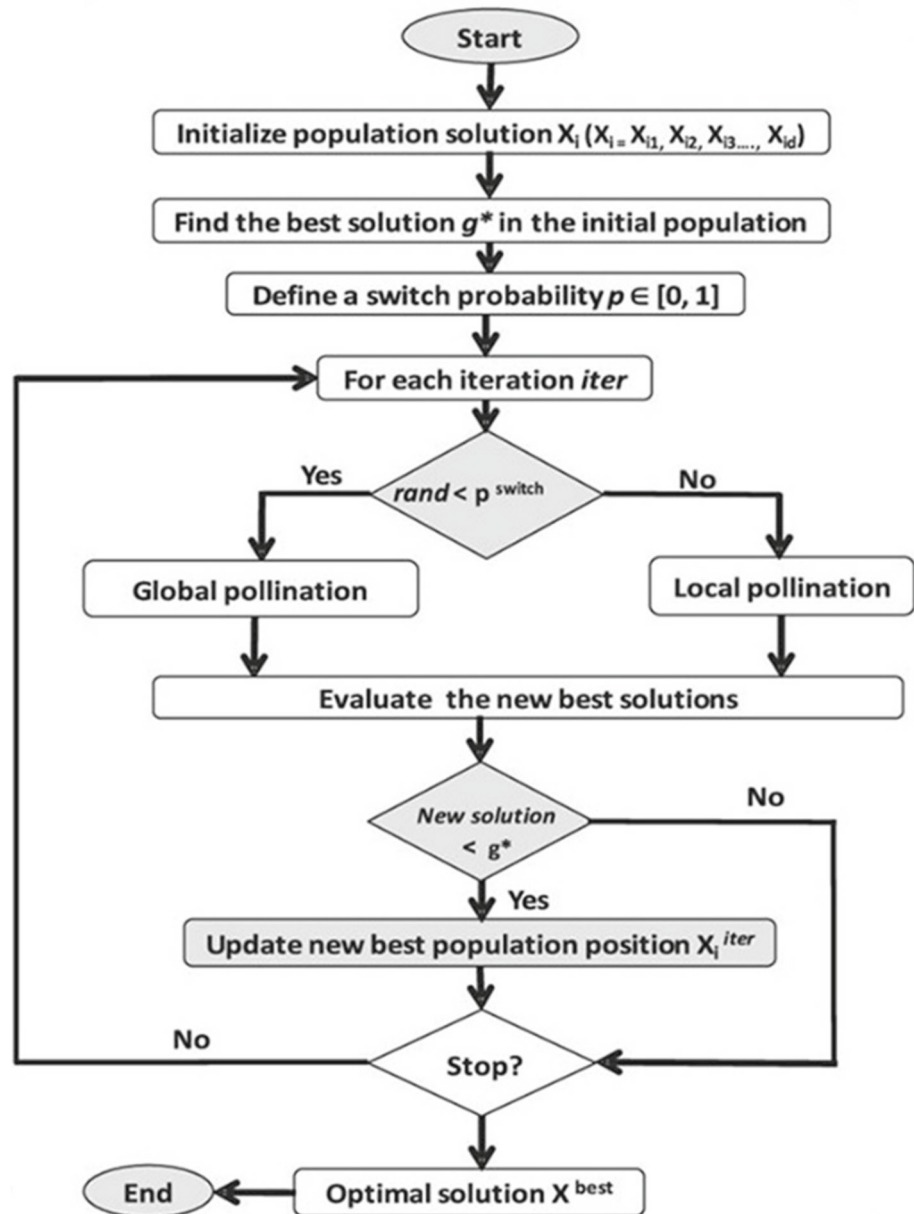 Start
Initialize population solution Xi (Xi = Xi1, Xi2, Xi3...., Xid)
Find the best solution g* in the initial population
Define a switch probability p ∈ [0, 1]
For each iteration iter
Yes
rand < p switch
No
Global pollination
Local pollination
Evaluate the new best solutions
New solution
< g*
No
Yes
Update new best population position Xi iter
No
Stop?
End
Optimal solution X best